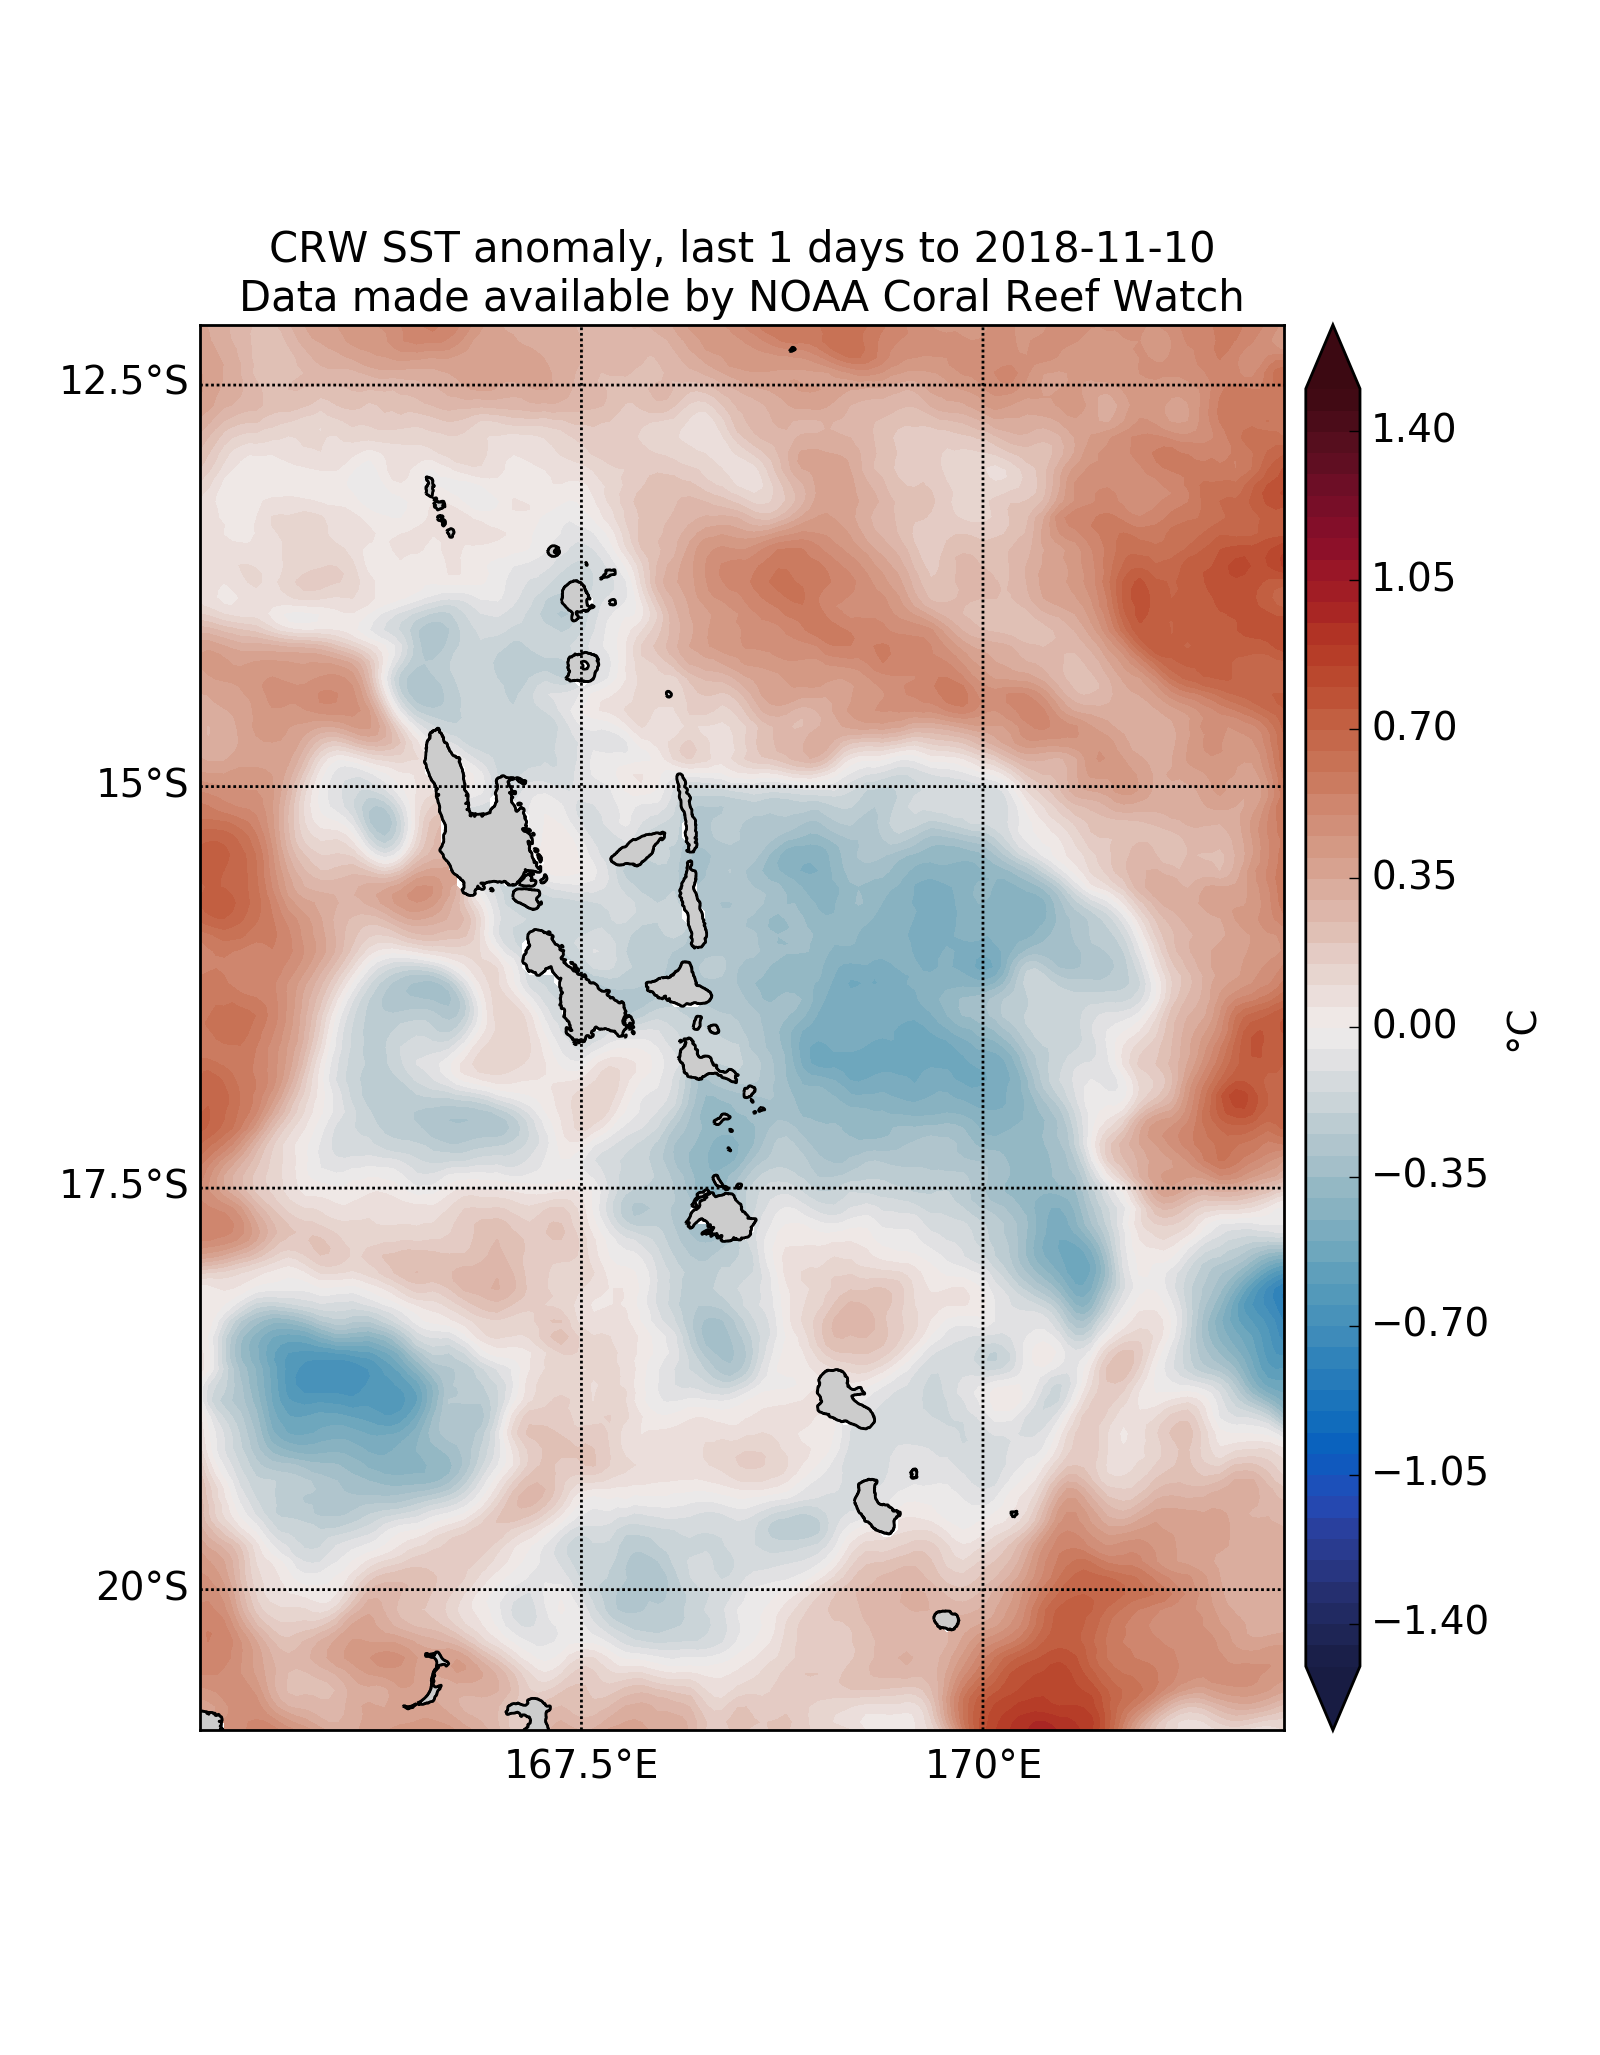 CRW SST anomaly, last 1 days to 2018-11-10
Data made available by NOAA Coral Reef Watch
12.5°S
15°S
17.5°S
20°S
167.5°E
170°E
1.40
1.05
0.70
0.35
0.00
−0.35
−0.70
−1.05
−1.40
°C